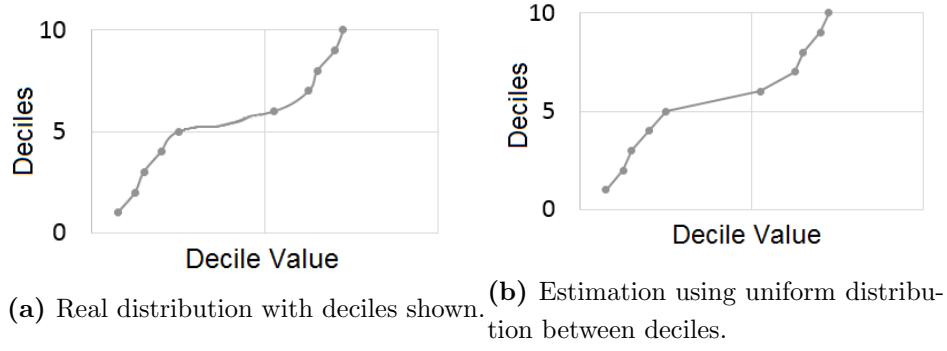 10
5
0
Deciles
Decile Value
(a) Real distribution with deciles shown.
10
5
0
Deciles
Decile Value
(b) Estimation using uniform distribu-
tion between deciles.